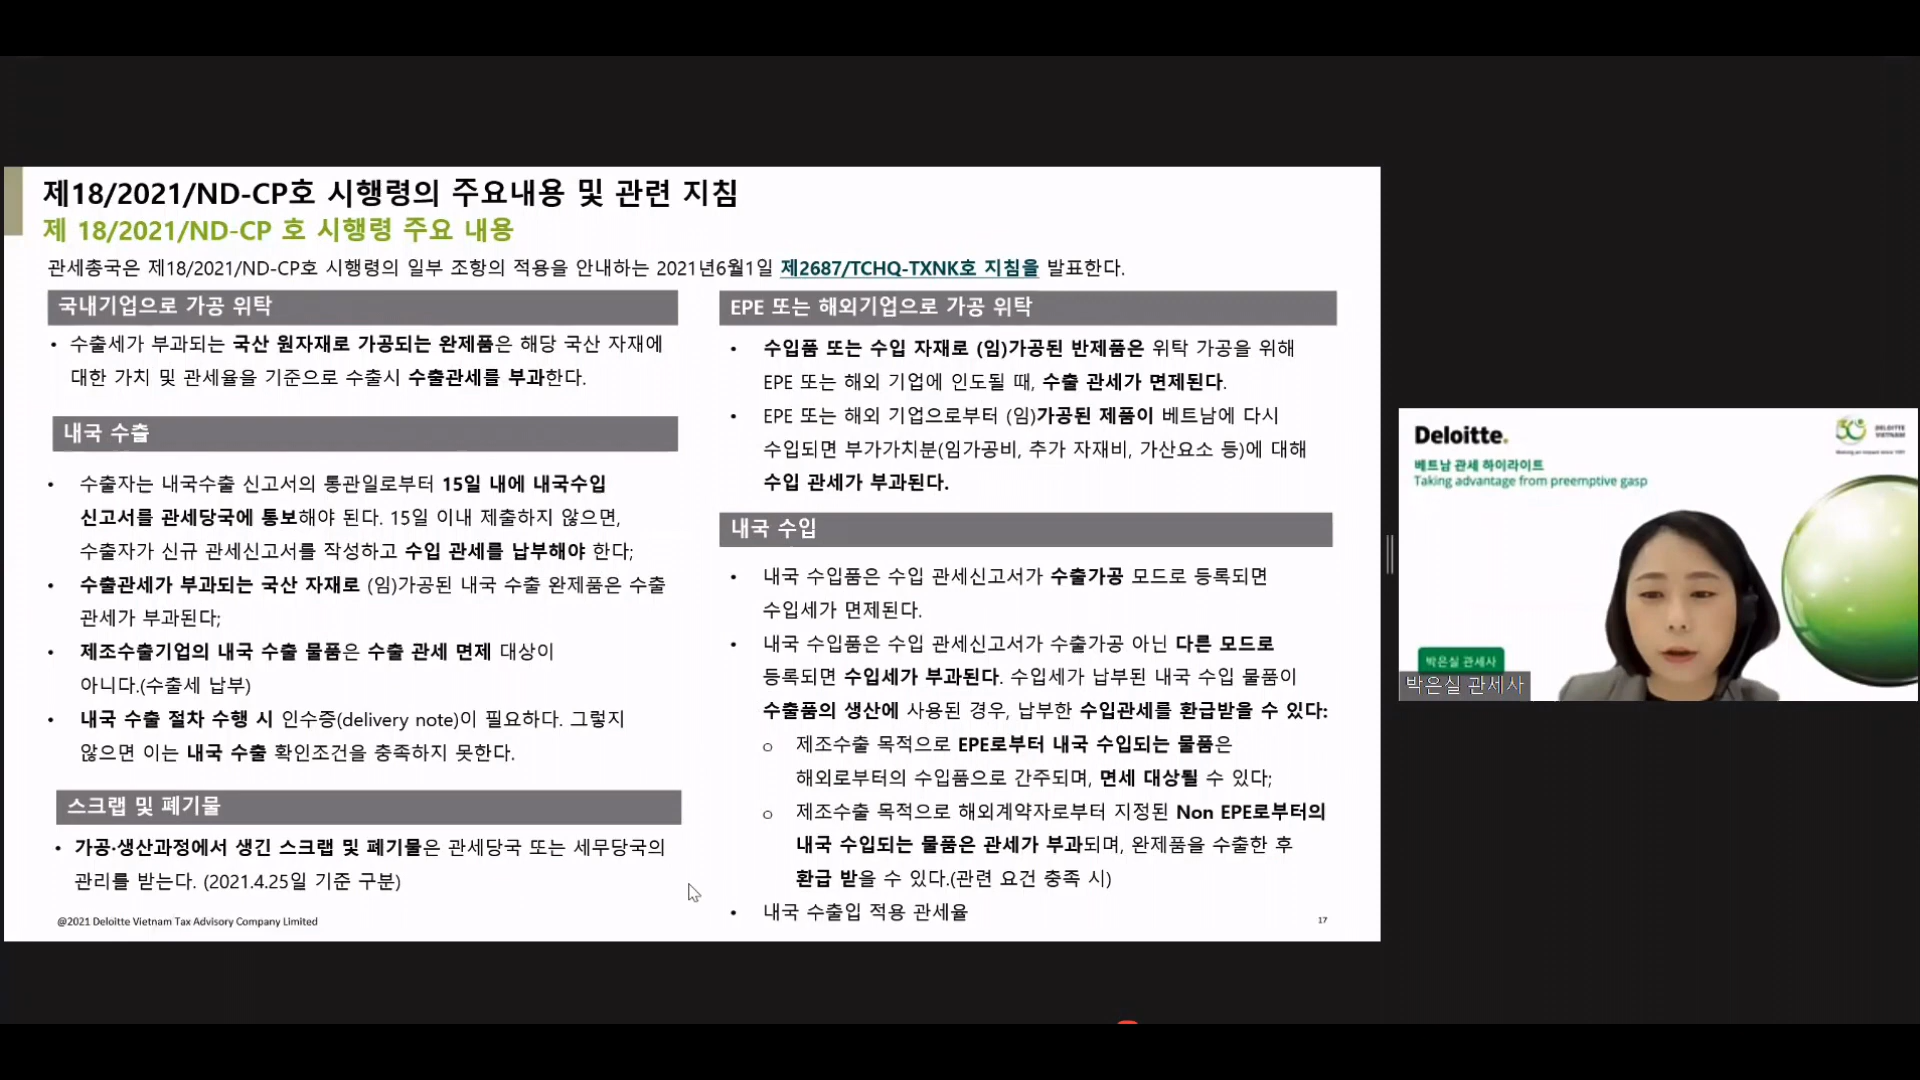 제18/2021/ND-CP호 시행령의 주요내용 및 관련 지침
제 18/2021/ND-CP 호 시행령 주요 내용
관세총국은 제18/2021/ND-CP호 시행령의 일부 조항의 적용을 안내하는 2021년6월1일 제2687/TCHQ-TXNK호 지침을 발표한다.
국내기업으로 가공 위탁
• 수출세가 부과되는 국산 원자재로 가공되는 완제품은 해당 국산 자재에
대한 가치 및 관세율을 기준으로 수출시 수출관세를 부과한다.
내국 수출
• 수출자는 내국수출 신고서의 통관일로부터 15일 내에 내국수입
신고서를 관세당국에 통보해야 된다. 15일 이내 제출하지 않으면,
수출자가 신규 관세신고서를 작성하고 수입 관세를 납부해야 한다;
• 수출관세가 부과되는 국산 자재로 (임)가공된 내국 수출 완제품은 수출
관세가 부과된다;
• 제조수출기업의 내국 수출 물품은 수출 관세 면제 대상이
아니다.(수출세 납부)
• 내국 수출 절차 수행 시 인수증(delivery note)이 필요하다. 그렇지
않으면 이는 내국 수출 확인조건을 충족하지 못한다.
스크랩 및 폐기물
• 가공·생산과정에서 생긴 스크랩 및 폐기물은 관세당국 또는 세무당국의
관리를 받는다. (2021.4.25일 기준 구분)
@2021 Deloitte Vietnam Tax Advisory Company Limited
EPE 또는 해외기업으로 가공 위탁
• 수입품 또는 수입 자재로 (임)가공된 반제품은 위탁 가공을 위해
EPE 또는 해외 기업에 인도될 때, 수출 관세가 면제된다.
• EPE 또는 해외 기업으로부터 (임)가공된 제품이 베트남에 다시
수입되면 부가가치분(임가공비, 추가 자재비, 가산요소 등)에 대해
수입 관세가 부과된다.
내국 수입
• 내국 수입품은 수입 관세신고서가 수출가공 모드로 등록되면
수입세가 면제된다.
• 내국 수입품은 수입 관세신고서가 수출가공 아닌 다른 모드로
등록되면 수입세가 부과된다. 수입세가 납부된 내국 수입 물품이
수출품의 생산에 사용된 경우, 납부한 수입관세를 환급받을 수 있다:
o 제조수출 목적으로 EPE로부터 내국 수입되는 물품은
해외로부터의 수입품으로 간주되며, 면세 대상될 수 있다;
o 제조수출 목적으로 해외계약자로부터 지정된 Non EPE로부터의
내국 수입되는 물품은 관세가 부과되며, 완제품을 수출한 후
환급 받을 수 있다.(관련 요건 충족 시)
• 내국 수출입 적용 관세율
17
Deloitte.
DELOITTE
VIETNAM
베트남 관세 하이라이트
Taking advantage from preemptive gasp
박은실 관세사
박은실 관세사